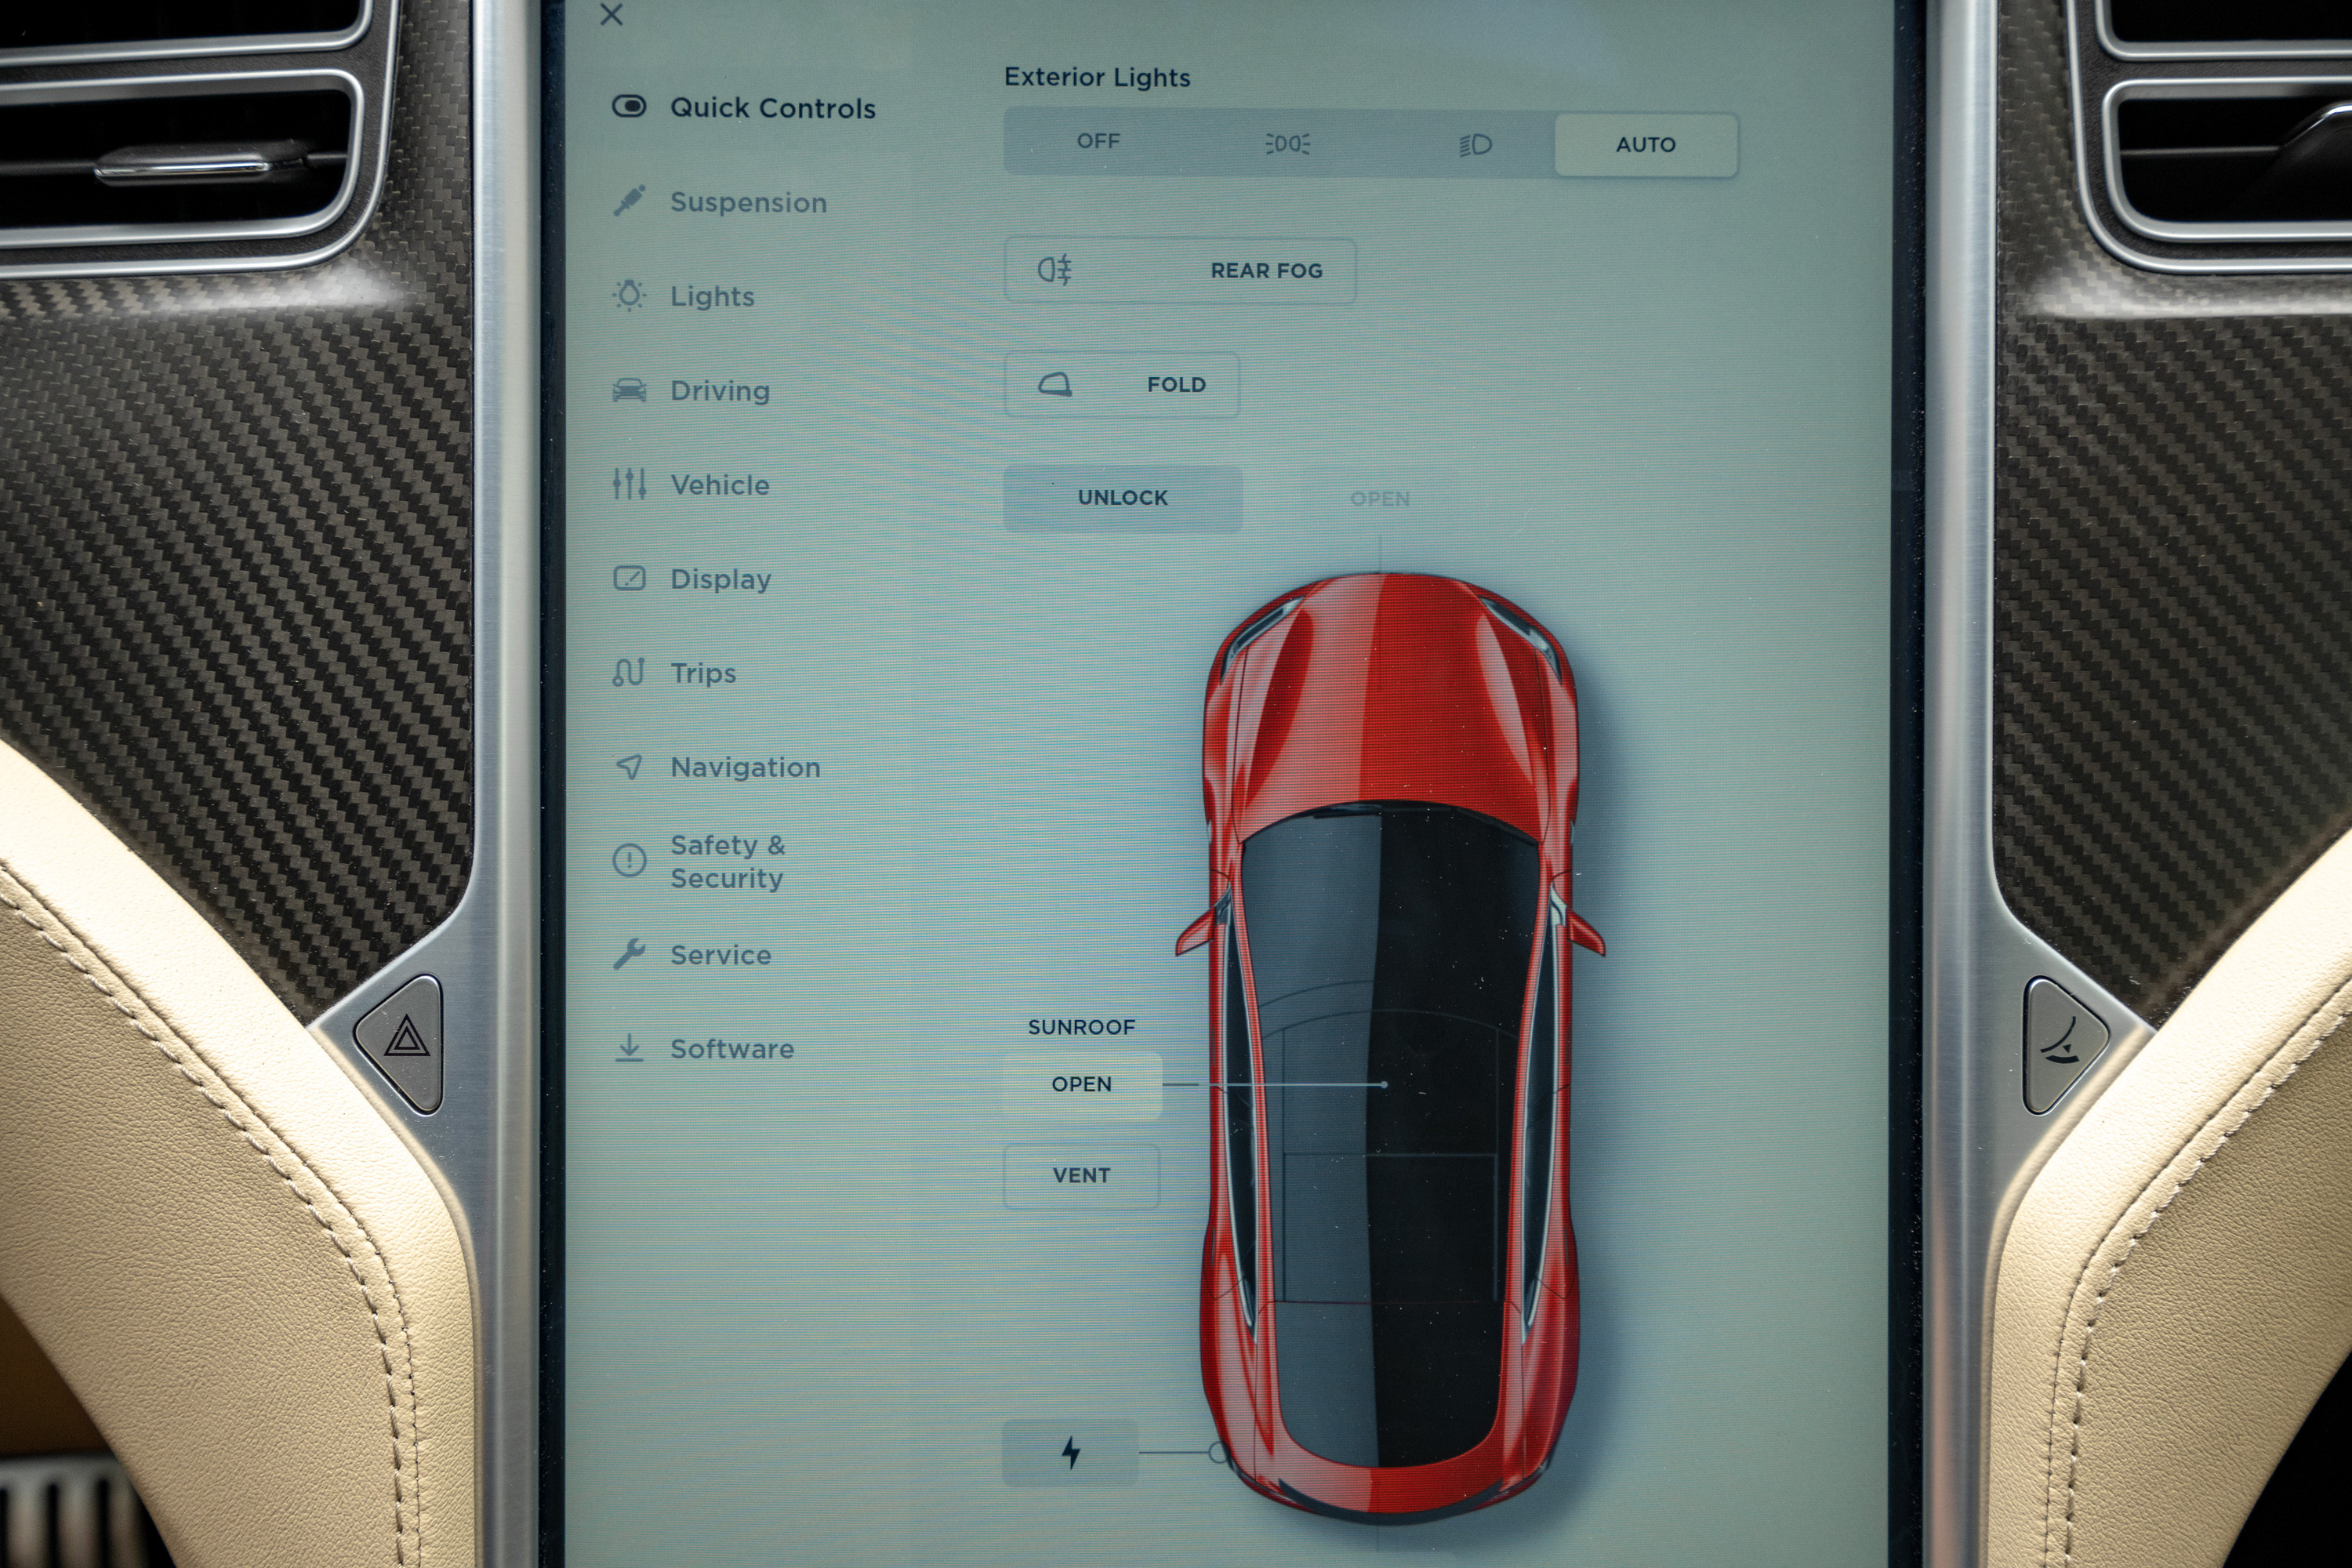 Quick Controls
Suspension
Lights
Driving
Vehicle
Display
Trips
Navigation
Safety &
Security
Service
Software
Exterior Lights
OFF
AUTO
REAR FOG
FOLD
UNLOCK
OPEN
SUNROOF
OPEN
VENT